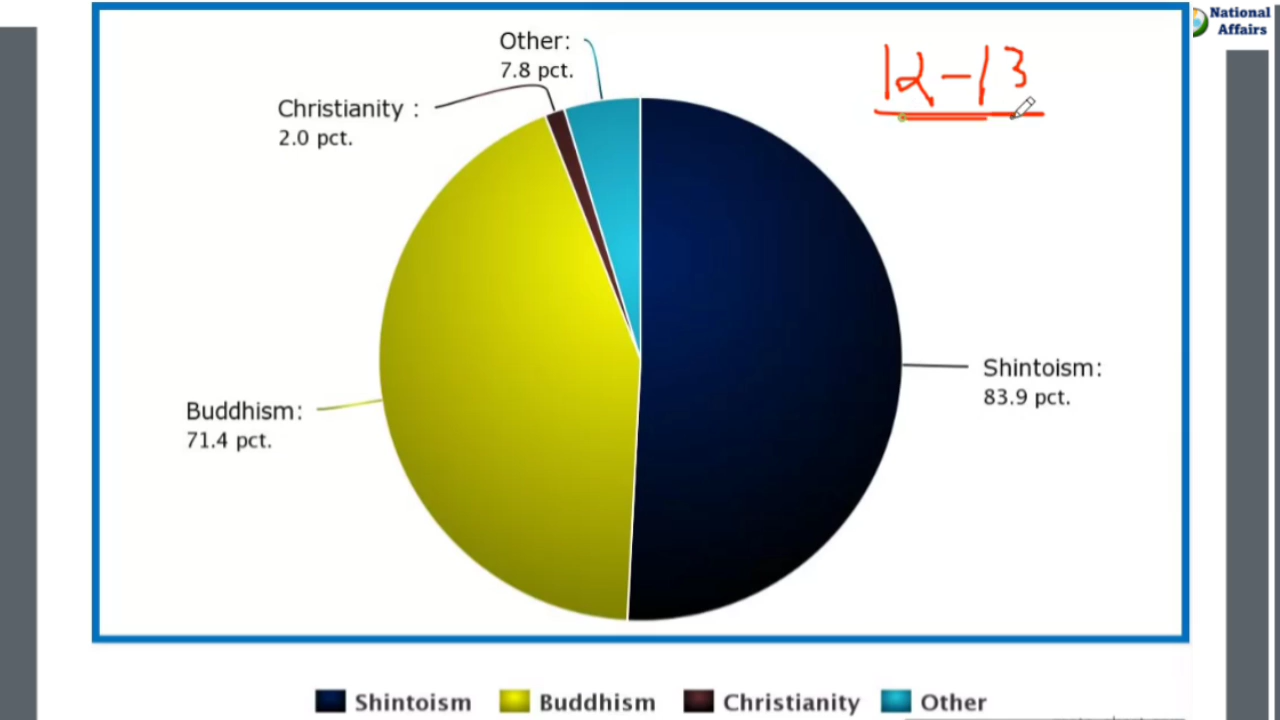 National
Affairs
Other:
7.8 pct.
12-13
Christianity :
2.0 pct.
Shintoism:
83.9 pct.
Buddhism:
71.4 pct.
Shintoism Buddhism Christianity Other